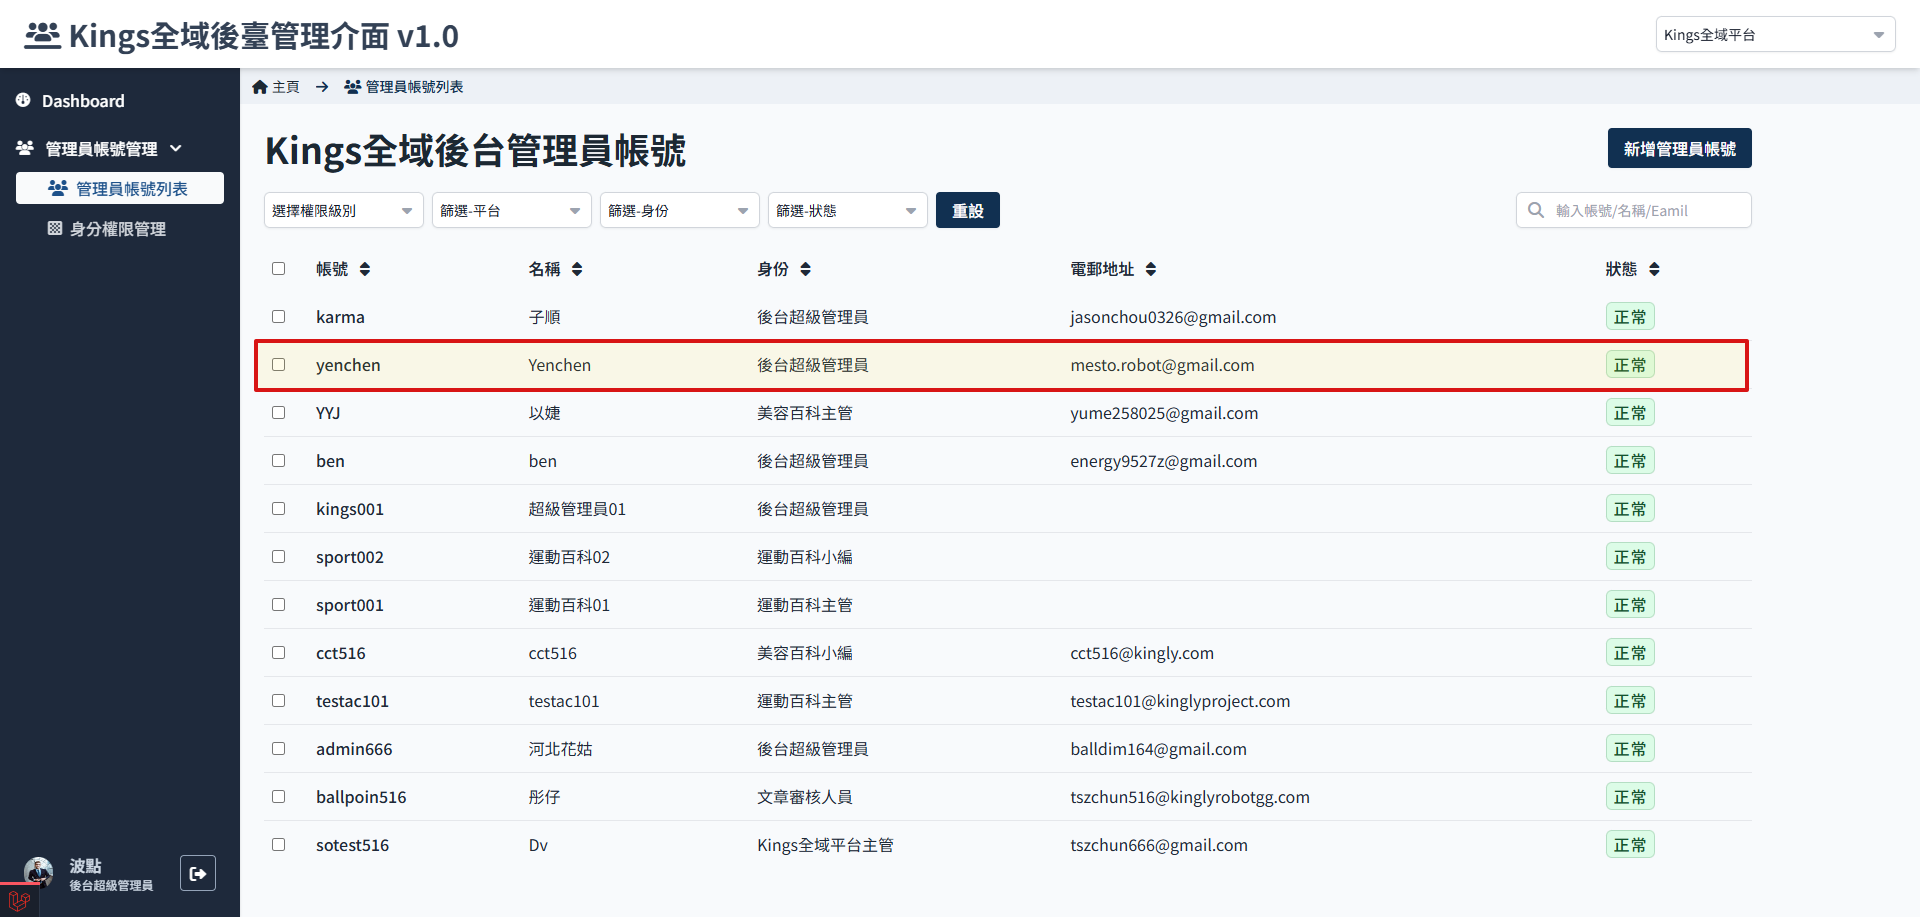 Kings全域後臺管理介面 v1.0
Kings全域平台
Dashboard
管理員帳號管理
管理員帳號列表
身分權限管理
主頁 → 管理員帳號列表
Kings全域後台管理員帳號
新增管理員帳號
選擇權限級別 篩選-平台 篩選-身份 篩選-狀態 重設 輸入帳號/名稱/Eamil
帳號 名稱 身份 電郵地址 狀態
karma 子順 後台超級管理員 jasonchou0326@gmail.com 正常
yenchen Yenchen 後台超級管理員 mesto.robot@gmail.com 正常
YYJ 以婕 美容百科主管 yume258025@gmail.com 正常
ben ben 後台超級管理員 energy9527z@gmail.com 正常
kings001 超級管理員01 後台超級管理員 正常
sport002 運動百科02 運動百科小編 正常
sport001 運動百科01 運動百科主管 正常
cct516 cct516 美容百科小編 cct516@kingly.com 正常
testac101 testac101 運動百科主管 testac101@kinglyproject.com 正常
admin666 河北花姑 後台超級管理員 balldim164@gmail.com 正常
ballpoin516 彤仔 文章審核人員 tszchun516@kinglyrobotgg.com 正常
sotest516 Dv Kings全域平台主管 tszchun666@gmail.com 正常
波點
後台超級管理員